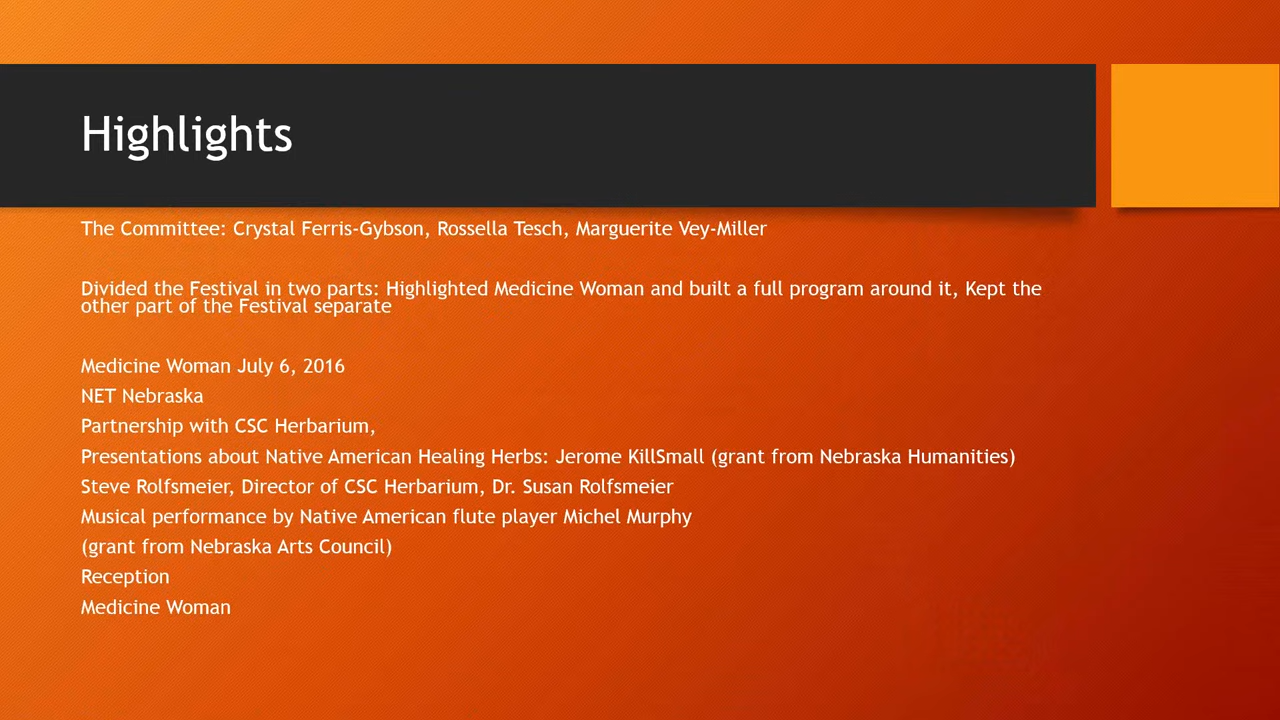 Highlights
The Committee: Crystal Ferris-Gybson, Rossella Tesch, Marguerite Vey-Miller
Divided the Festival in two parts: Highlighted Medicine Woman and built a full program around it, Kept the
other part of the Festival separate
Medicine Woman July 6, 2016
NET Nebraska
Partnership with CSC Herbarium,
Presentations about Native American Healing Herbs: Jerome KillSmall (grant from Nebraska Humanities)
Steve Rolfsmeier, Director of CSC Herbarium, Dr. Susan Rolfsmeier
Musical performance by Native American flute player Michel Murphy
(grant from Nebraska Arts Council)
Reception
Medicine Woman